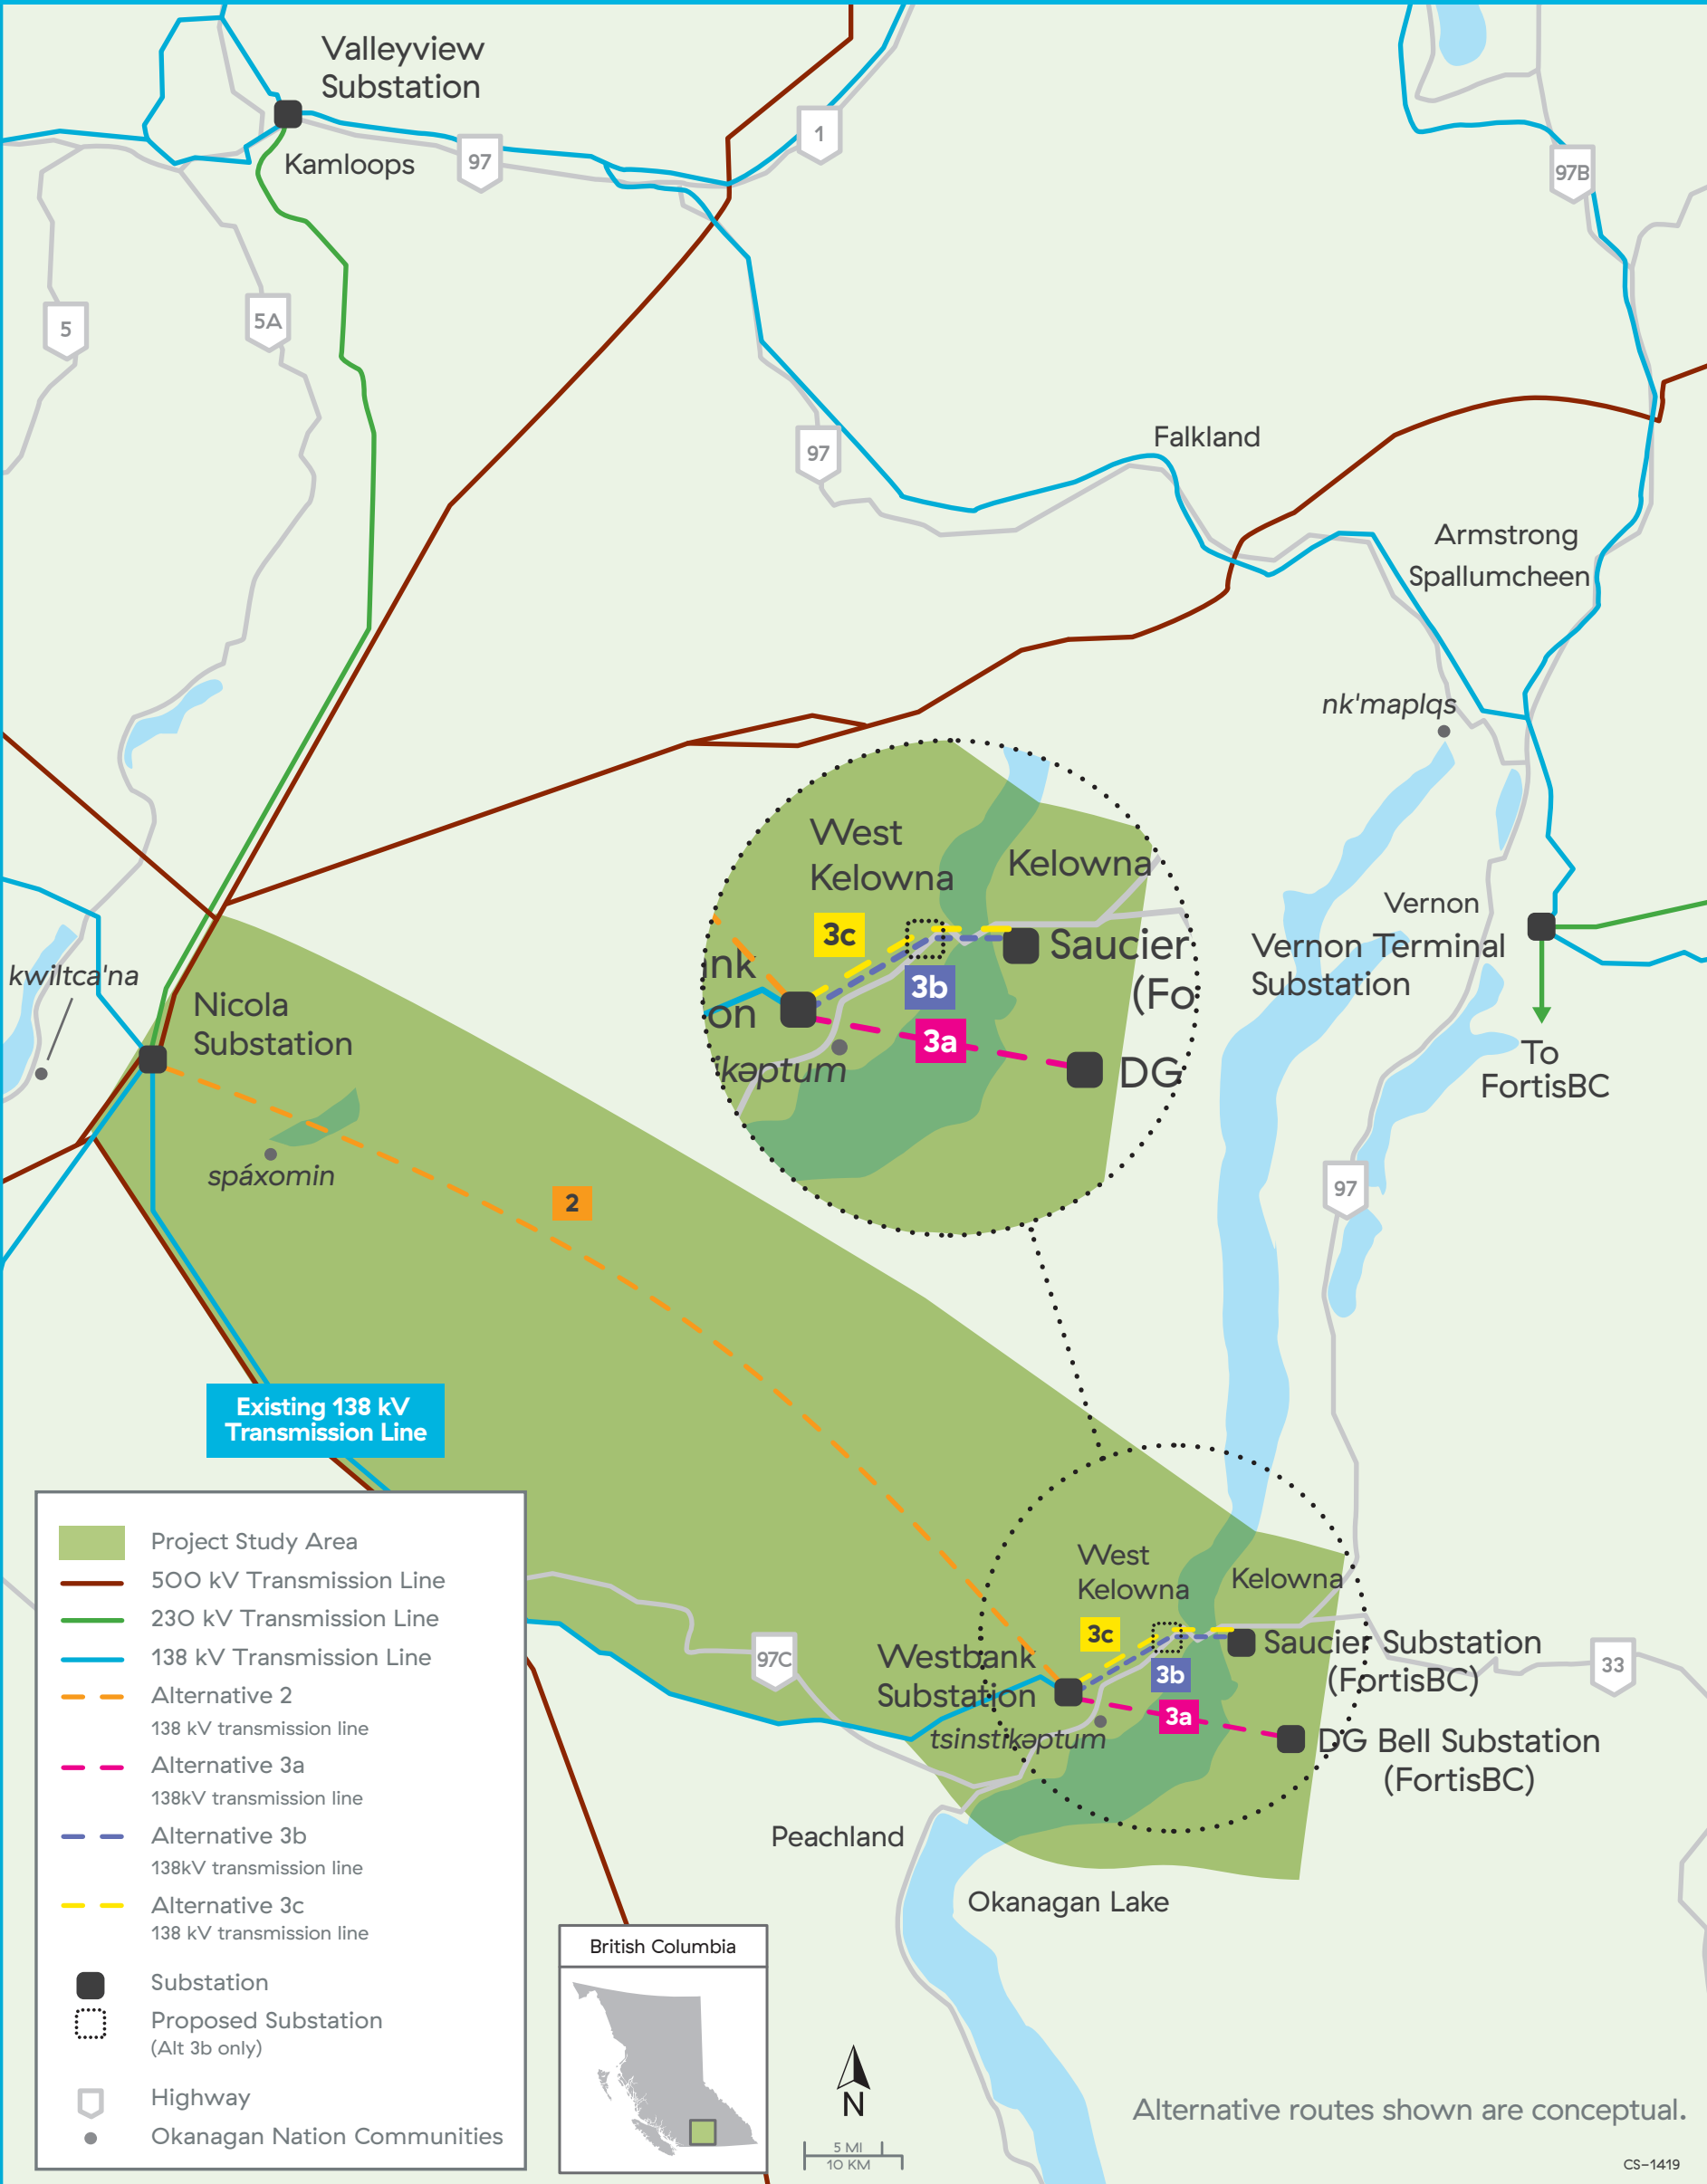 Valleyview
Substation
Kamloops
97
1
97B
5
5A
97
Falkland
Armstrong
Spallumcheen
nk'maplqs
West
Kelowna
Kelowna
3c
Saucier
(Fo
3b
ınk
on
3a
ikəptum
DG
Vernon
Vernon Terminal
Substation
To
FortisBC
kwiltca'na
Nicola
Substation
spáxomin
2
97
Existing 138 kV
Transmission Line
West
Kelowna
Kelowna
3c
Saucier Substation
(FortisBC)
3b
33
97C
Westbank
Substation
3a
tsinstikəptum
DG Bell Substation
(FortisBC)
Peachland
Okanagan Lake
Project Study Area
500 kV Transmission Line
230 kV Transmission Line
138 kV Transmission Line
Alternative 2
138 kV transmission line
Alternative 3a
138kV transmission line
Alternative 3b
138kV transmission line
Alternative 3c
138 kV transmission line
Substation
Proposed Substation
(Alt 3b only)
Highway
Okanagan Nation Communities
British Columbia
N
5 MI
10 KM
Alternative routes shown are conceptual.
CS-1419